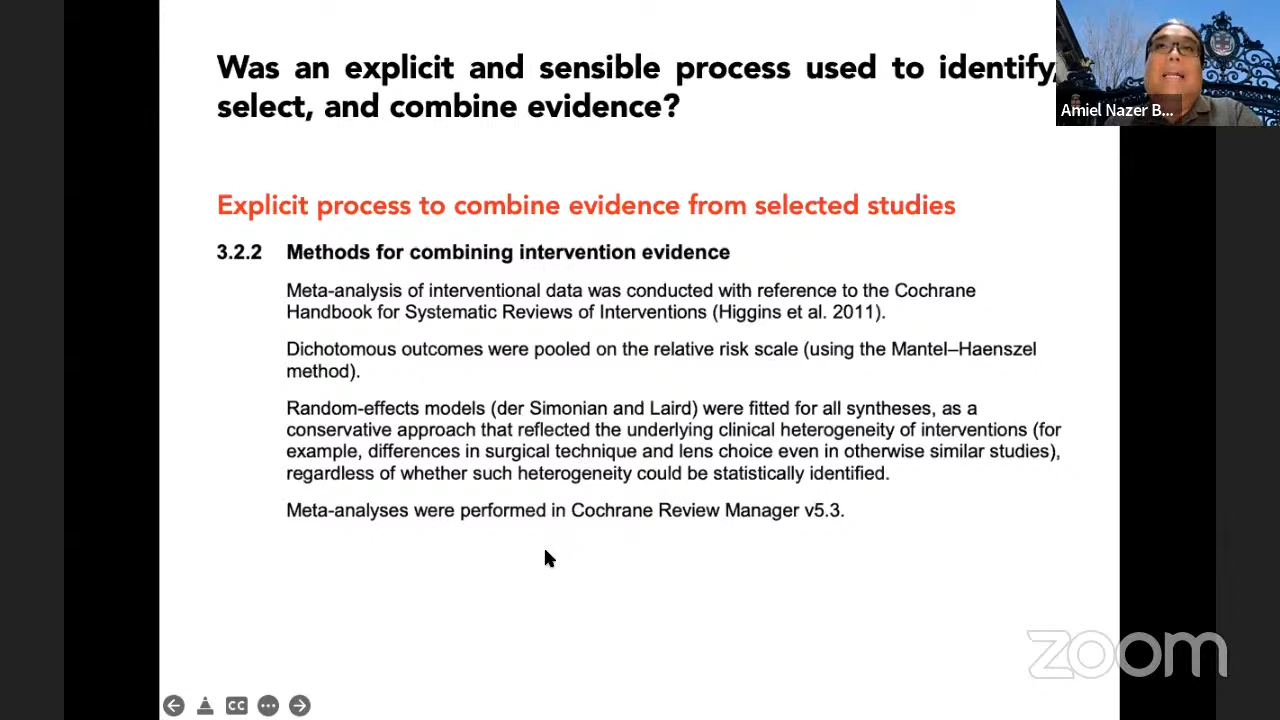 Was an explicit and sensible process used to identify,
select, and combine evidence?
Amiel Nazer B...
Explicit process to combine evidence from selected studies
3.2.2 Methods for combining intervention evidence
Meta-analysis of interventional data was conducted with reference to the Cochrane
Handbook for Systematic Reviews of Interventions (Higgins et al. 2011).
Dichotomous outcomes were pooled on the relative risk scale (using the Mantel–Haenszel
method).
Random-effects models (der Simonian and Laird) were fitted for all syntheses, as a
conservative approach that reflected the underlying clinical heterogeneity of interventions (for
example, differences in surgical technique and lens choice even in otherwise similar studies),
regardless of whether such heterogeneity could be statistically identified.
Meta-analyses were performed in Cochrane Review Manager v5.3.
zoom
CC